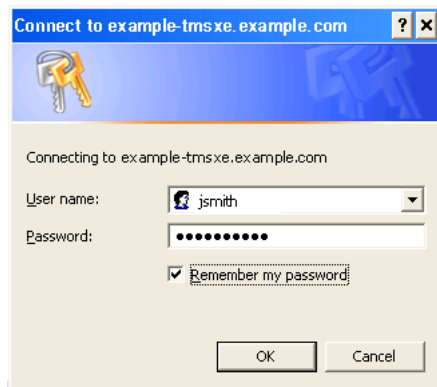 Connect to example-tmsxe.example.com
Connecting to example-tmsxe.example.com
User name: jsmith
Password: ••••••••••
Remember my password
OK Cancel